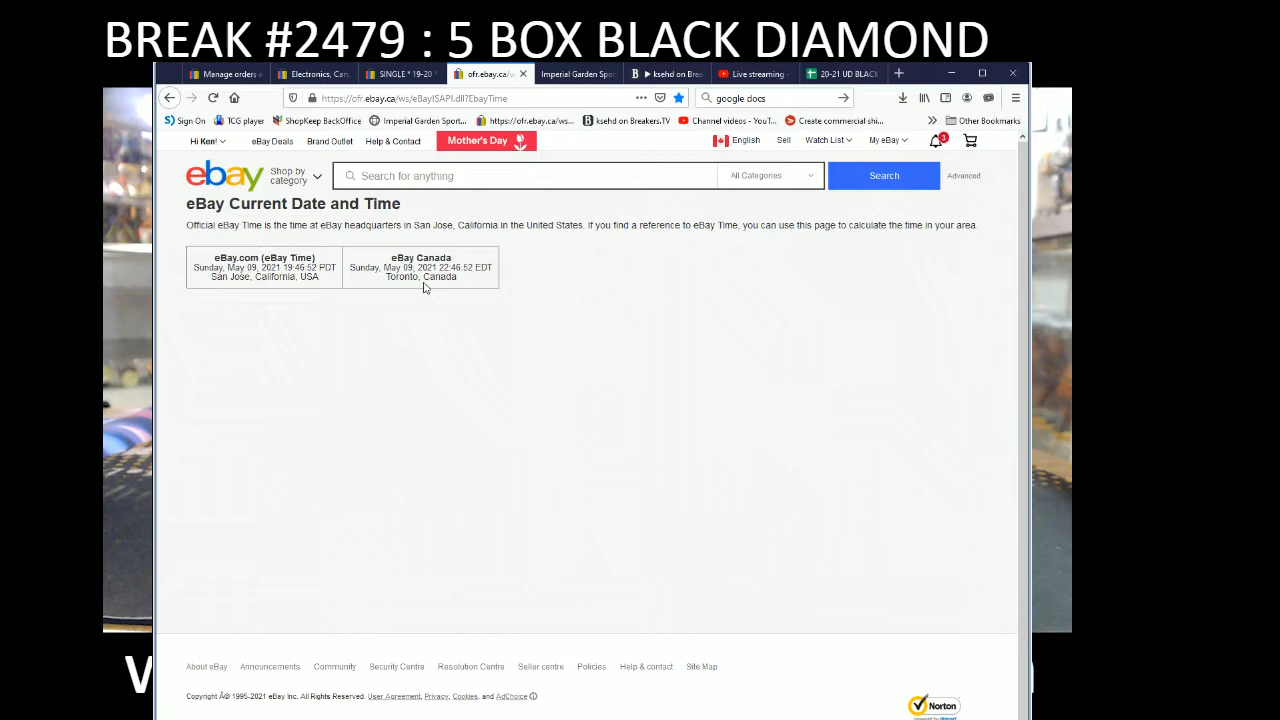 BREAK #2479 : 5 BOX BLACK DIAMOND
Manage orders
Electronics, Car,
SINGLE * 19-20 *
ofr.ebay.ca/w
Imperial Garden Spor
ksehd on Brea
Live streaming -
20-21 UD BLACK
https://ofr.ebay.ca/ws/eBayISAPI.dll?EbayTime
google docs
Sign On
TCG player
ShopKeep BackOffice
Imperial Garden Sport...
https://ofr.ebay.ca/ws...
ksehd on Breakers.TV
Channel videos - YouT...
Create commercial shi...
Other Bookmarks
Hi Ken!
eBay Deals
Brand Outlet
Help & Contact
Mother's Day
English
Sell
Watch List
My eBay
3
ebay
Shop by category
Search for anything
All Categories
Search
Advanced
eBay Current Date and Time
Official eBay Time is the time at eBay headquarters in San Jose, California in the United States. If you find a reference to eBay Time, you can use this page to calculate the time in your area.
eBay.com (eBay Time)
Sunday, May 09, 2021 19:46:52 PDT
San Jose, California, USA
eBay Canada
Sunday, May 09, 2021 22:46:52 EDT
Toronto, Canada
About eBay
Announcements
Community
Security Centre
Resolution Centre
Seller centre
Policies
Help & contact
Site Map
Copyright Â© 1995-2021 eBay Inc. All Rights Reserved. User Agreement, Privacy, Cookies, and AdChoice
Norton
powered by digicert